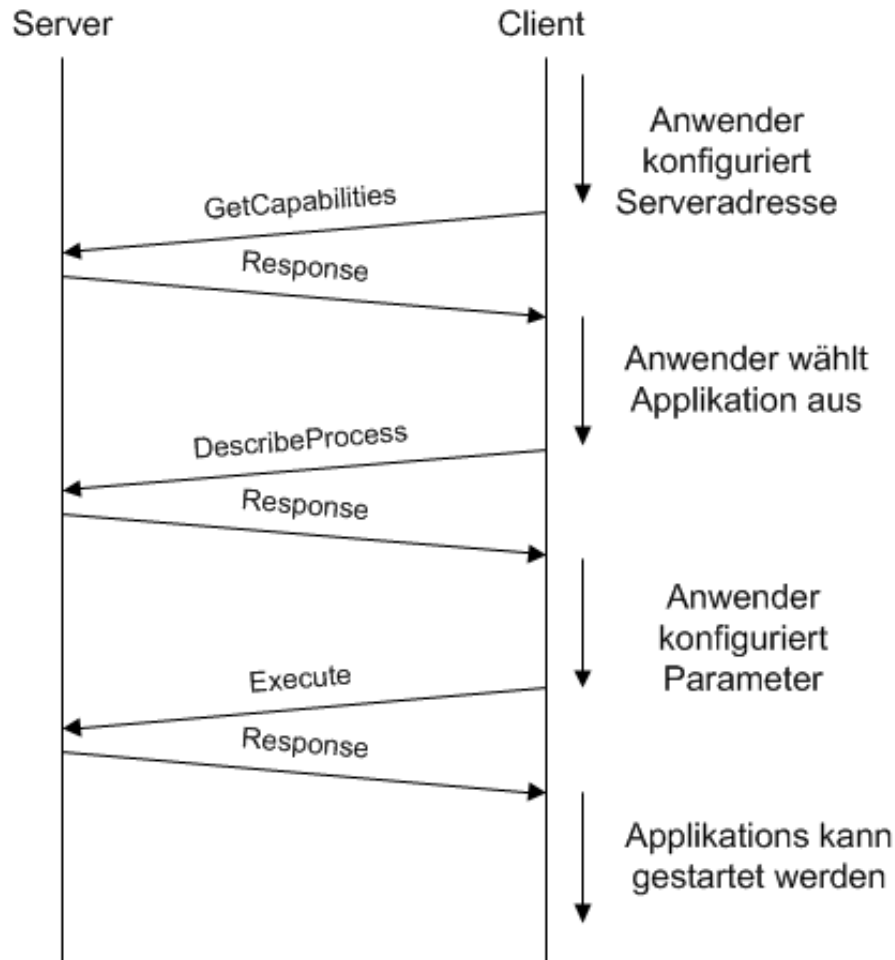 Server
Client
Anwender
konfiguriert
Serveradresse
GetCapabilities
Response
Anwender wählt
Applikation aus
DescribeProcess
Response
Anwender
konfiguriert
Parameter
Execute
Response
Applikations kann
gestartet werden